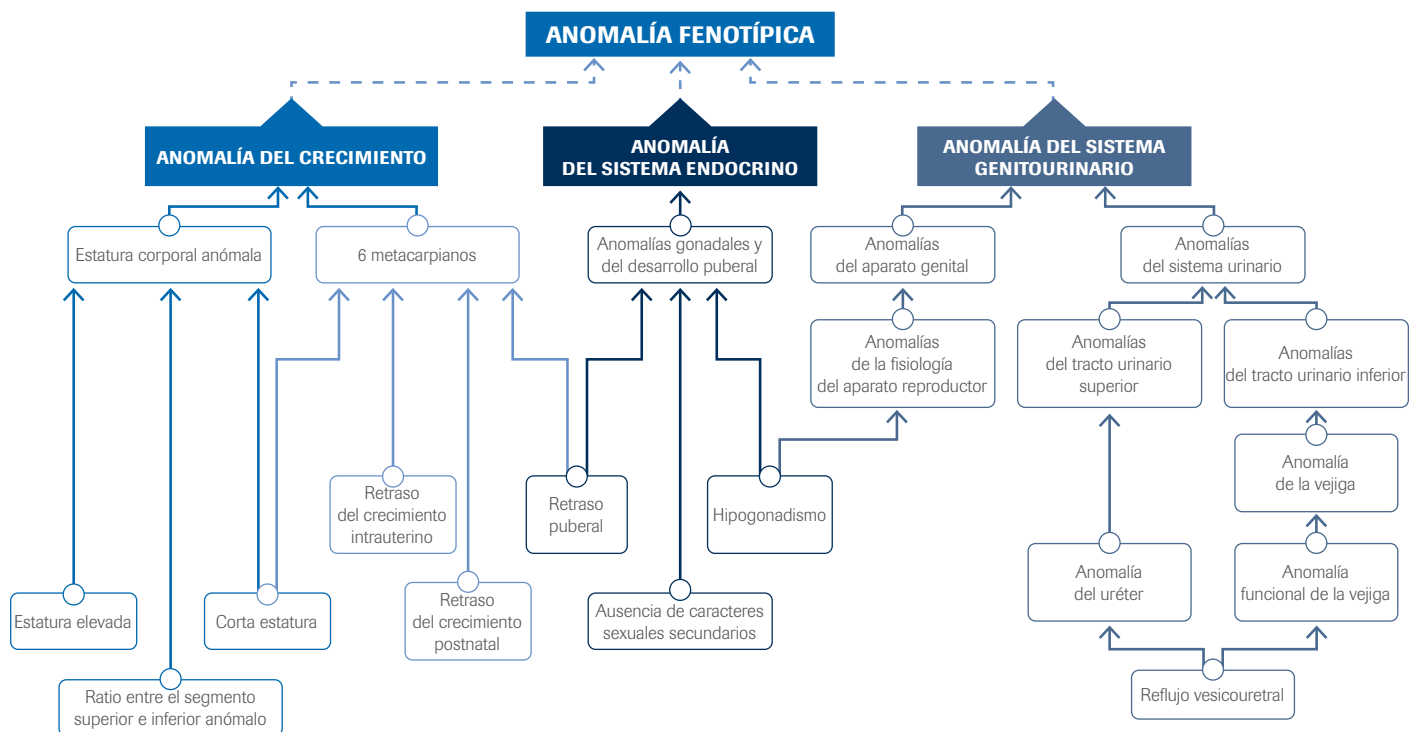 ANOMALÍA FENOTÍPICA
ANOMALÍA DEL CRECIMIENTO
ANOMALÍA
DEL SISTEMA ENDOCRINO
ANOMALÍA DEL SISTEMA
GENITOURINARIO
Estatura corporal anómala
6 metacarpianos
Anomalías gonadales y
del desarrollo puberal
Anomalías
del aparato genital
Anomalías
del sistema urinario
Anomalías
de la fisiología
del aparato reproductor
Anomalías
del tracto urinario
superior
Anomalías
del tracto urinario inferior
Retraso
del crecimiento
intrauterino
Retraso
puberal
Hipogonadismo
Anomalía
de la vejiga
Estatura elevada
Corta estatura
Retraso
del crecimiento
postnatal
Ausencia de caracteres
sexuales secundarios
Anomalía
del uréter
Anomalía
funcional de la vejiga
Ratio entre el segmento
superior e inferior anómalo
Reflujo vesicouretral